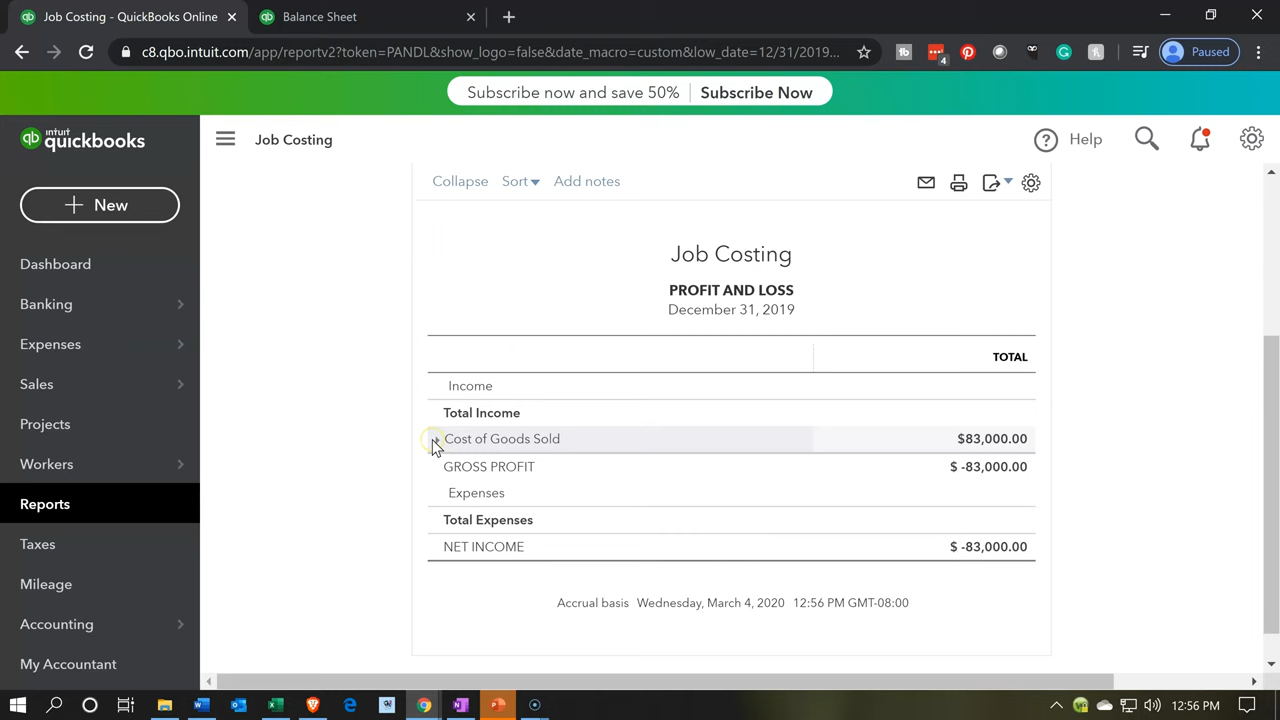 Job Costing - QuickBooks Online
Balance Sheet
c8.qbo.intuit.com/app/reportv2?token=PANDL&show_logo=false&date_macro=custom&low_date=12/31/2019...
4
Paused
Subscribe now and save 50%
Subscribe Now
intuit
quickbooks
Job Costing
Help
New
Dashboard
Banking
Expenses
Sales
Projects
Workers
Reports
Taxes
Mileage
Accounting
My Accountant
Collapse
Sort
Add notes
Job Costing
PROFIT AND LOSS
December 31, 2019
TOTAL
Income
Total Income
Cost of Goods Sold $83,000.00
GROSS PROFIT $ -83,000.00
Expenses
Total Expenses
NET INCOME $ -83,000.00
Accrual basis Wednesday, March 4, 2020 12:56 PM GMT-08:00
12:56 PM